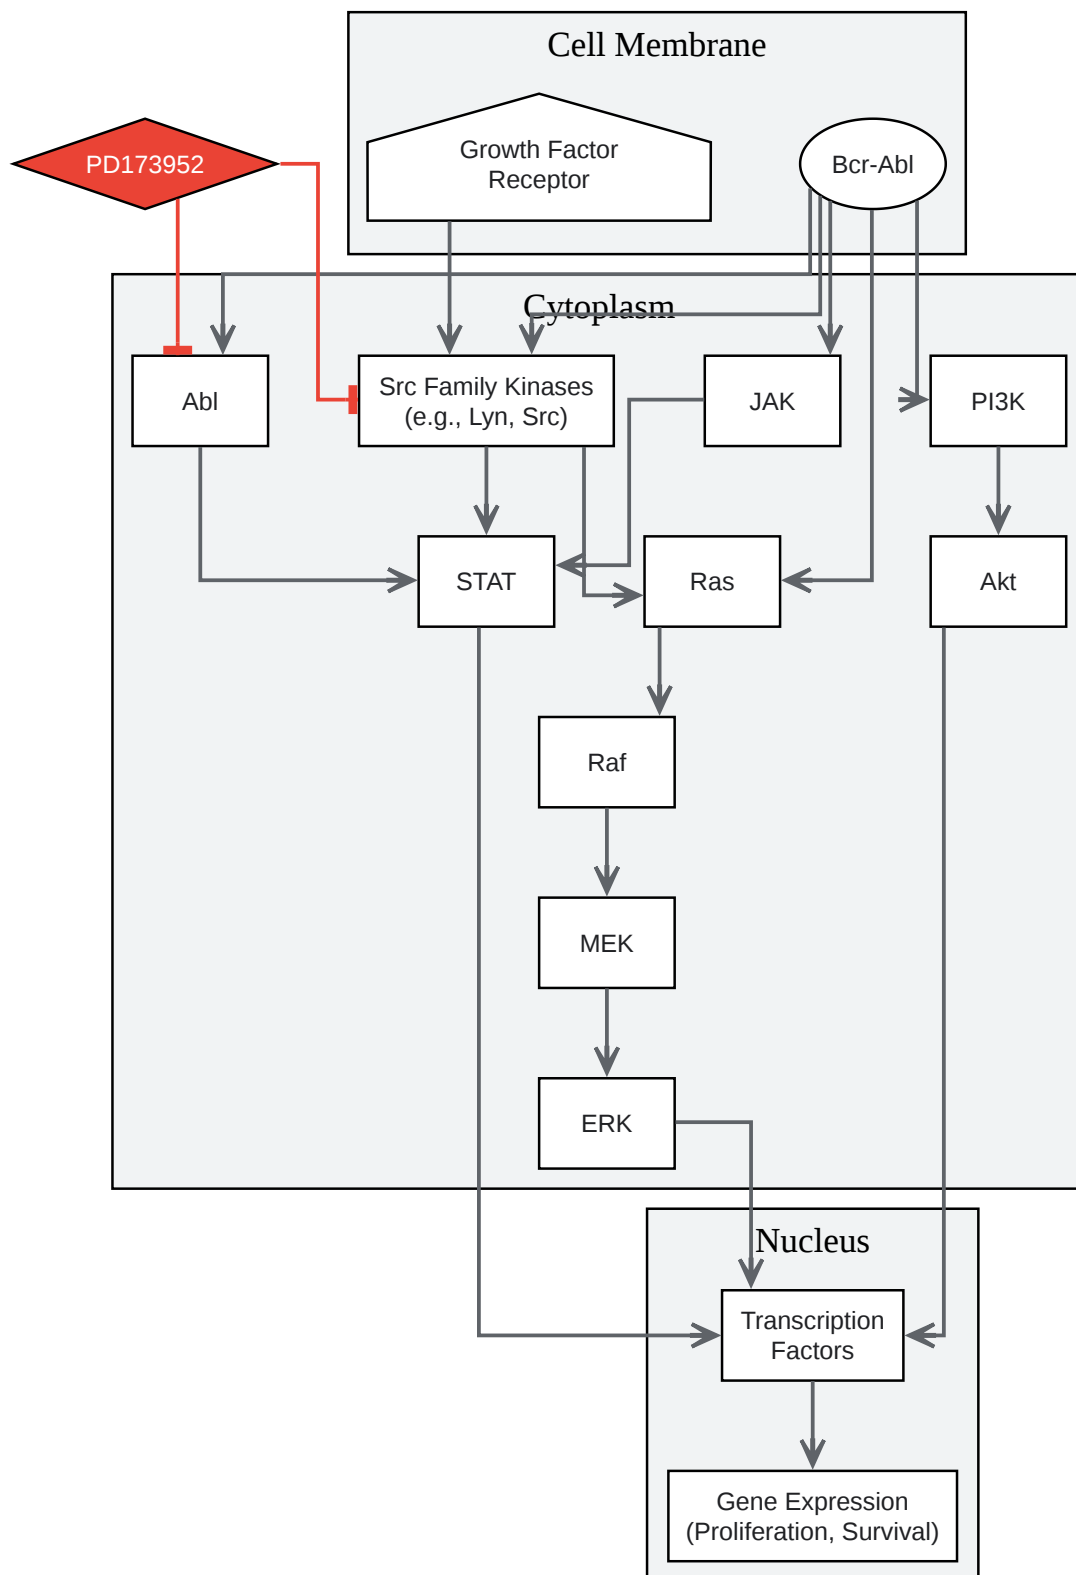 Cell Membrane
PD173952
Growth Factor
Receptor
Bcr-Abl
Cytoplasm
Abl
Src Family Kinases
(e.g., Lyn, Src)
JAK
PI3K
STAT
Ras
Akt
Raf
MEK
ERK
Nucleus
Transcription
Factors
Gene Expression
(Proliferation, Survival)